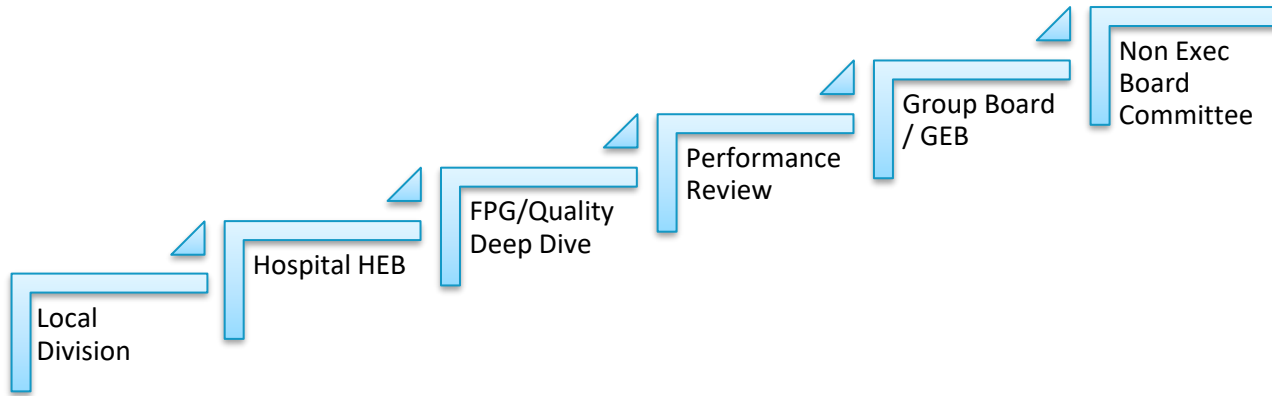 Local
Division
Hospital HEB
FPG/Quality
Deep Dive
Performance
Review
Group Board
/ GEB
Non Exec
Board
Committee